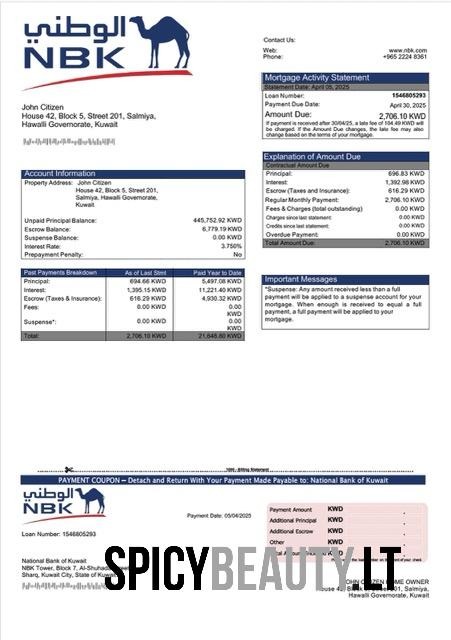 الوطني
NBK
Contact Us:
Web: www.nbk.com
Phone: +965 2224 8361
Mortgage Activity Statement
Statement Date: April 05, 2025
Loan Number: 1546805293
Payment Due Date: April 30, 2025
Amount Due: 2,706.10 KWD
If payment is received after 30/04/25, a late fee of 104.49 KWD will
be charged. If the Amount Due changes, the late fee may also
change based on the terms of your mortgage.
John Citizen
House 42, Block 5, Street 201, Salmiya,
Hawalli Governorate, Kuwait
Explanation of Amount Due
Contractual Amount Due
Principal: 696.83 KWD
Interest: 1,392.98 KWD
Escrow (Taxes and Insurance): 616.29 KWD
Regular Monthly Payment: 2,706.10 KWD
Fees & Charges (total outstanding) 0.00 KWD
Charges since last statement: 0.00 KWD
Credits since last statement: 0.00 KWD
Overdue Payment: 0.00 KWD
Total Amount Due: 2,706.10 KWD
Account Information
Property Address: John Citizen
House 42, Block 5, Street 201,
Salmiya, Hawalli Governorate,
Kuwait
Unpaid Principal Balance: 445,752.92 KWD
Escrow Balance: 6,779.19 KWD
Suspense Balance: 0.00 KWD
Interest Rate: 3.750%
Prepayment Penalty: No
Past Payments Breakdown As of Last Stmt Paid Year to Date
Principal: 694.66 KWD 5,497.08 KWD
Interest: 1,395.15 KWD 11,221.40 KWD
Escrow (Taxes & Insurance): 616.29 KWD 4,930.32 KWD
Fees: 0.00 KWD 0.00
KWD
Suspense*: 0.00 KWD 0.00
KWD
Total: 2,706.10 KWD 21,648.80 KWD
Important Messages
*Suspense: Any amount received less than a full
payment will be applied to a suspense account for your
mortgage. When enough is received to equal a full
payment, a full payment will be applied to your
mortgage.
Billing Statement
PAYMENT COUPON – Detach and Return With Your Payment Made Payable to: National Bank of Kuwait
الوطني
NBK
Payment Date: 05/04/2025
Loan Number: 1546805293
Payment Amount KWD .
Additional Principal KWD .
Additional Escrow KWD .
Other KWD .
National Bank of Kuwait
NBK Tower, Block 7, Al-Shuhada
Sharq, Kuwait City, State of Kuwait
SPICYBEAUTY.LT
JOHN CITIZEN HOME OWNER
House 42, Block 5, Street 201, Salmiya,
Hawalli Governorate, Kuwait